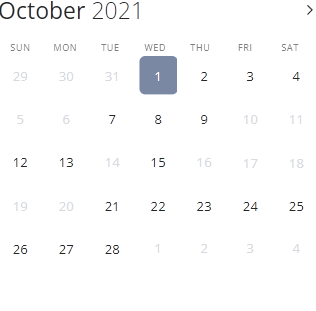 October 2021
SUN MON TUE WED THU FRI SAT
29 30 31 1 2 3 4
5 6 7 8 9 10 11
12 13 14 15 16 17 18
19 20 21 22 23 24 25
26 27 28 1 2 3 4